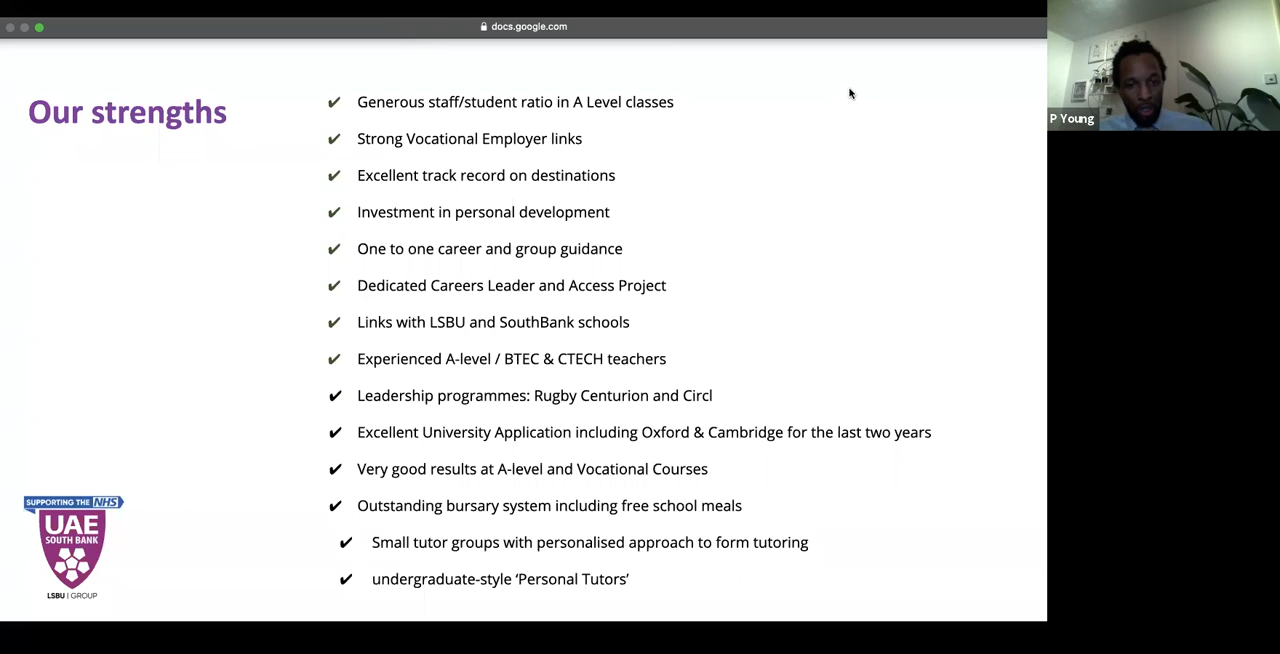 docs.google.com
Our strengths
✔ Generous staff/student ratio in A Level classes
✔ Strong Vocational Employer links
✔ Excellent track record on destinations
✔ Investment in personal development
✔ One to one career and group guidance
✔ Dedicated Careers Leader and Access Project
✔ Links with LSBU and SouthBank schools
✔ Experienced A-level / BTEC & CTECH teachers
✔ Leadership programmes: Rugby Centurion and Circl
✔ Excellent University Application including Oxford & Cambridge for the last two years
✔ Very good results at A-level and Vocational Courses
✔ Outstanding bursary system including free school meals
✔ Small tutor groups with personalised approach to form tutoring
✔ undergraduate-style ‘Personal Tutors’
SUPPORTING THE NHS
UAE
SOUTH BANK
LSBU | GROUP
P Young